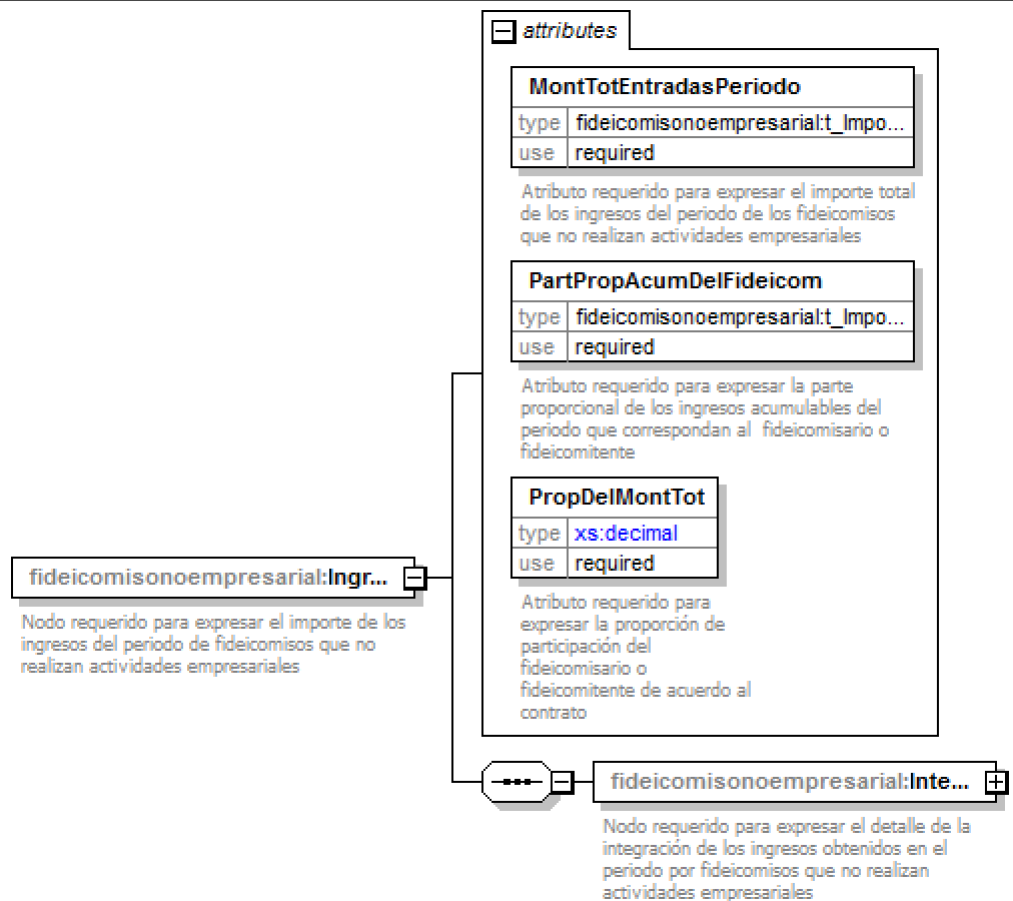 attributes
MontTotEntradasPeriodo
type fideicomisonoempresarial:t_Impo...
use required
Atributo requerido para expresar el importe total
de los ingresos del periodo de los fideicomisos
que no realizan actividades empresariales
PartPropAcumDelFideicom
type fideicomisonoempresarial:t_Impo...
use required
Atributo requerido para expresar la parte
proporcional de los ingresos acumulables del
periodo que correspondan al fideicomisario o
fideicomitente
PropDelMontTot
type xs:decimal
use required
Atributo requerido para
expresar la proporción de
participación del
fideicomisario o
fideicomitente de acuerdo al
contrato
fideicomisonoempresarial:Ingr...
Nodo requerido para expresar el importe de los
ingresos del periodo de fideicomisos que no
realizan actividades empresariales
fideicomisonoempresarial:Inte...
Nodo requerido para expresar el detalle de la
integración de los ingresos obtenidos en el
periodo por fideicomisos que no realizan
actividades empresariales